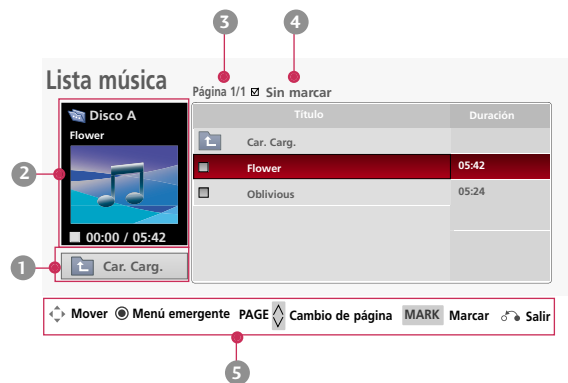 3 4
Lista música
Página 1/1 Sin marcar
Disco A
Flower
00:00 / 05:42
Car. Carg.
Título Duración
Car. Carg.
Flower 05:42
Oblivious 05:24
2
1
Mover Menú emergente PAGE Cambio de página MARK Marcar Salir
5